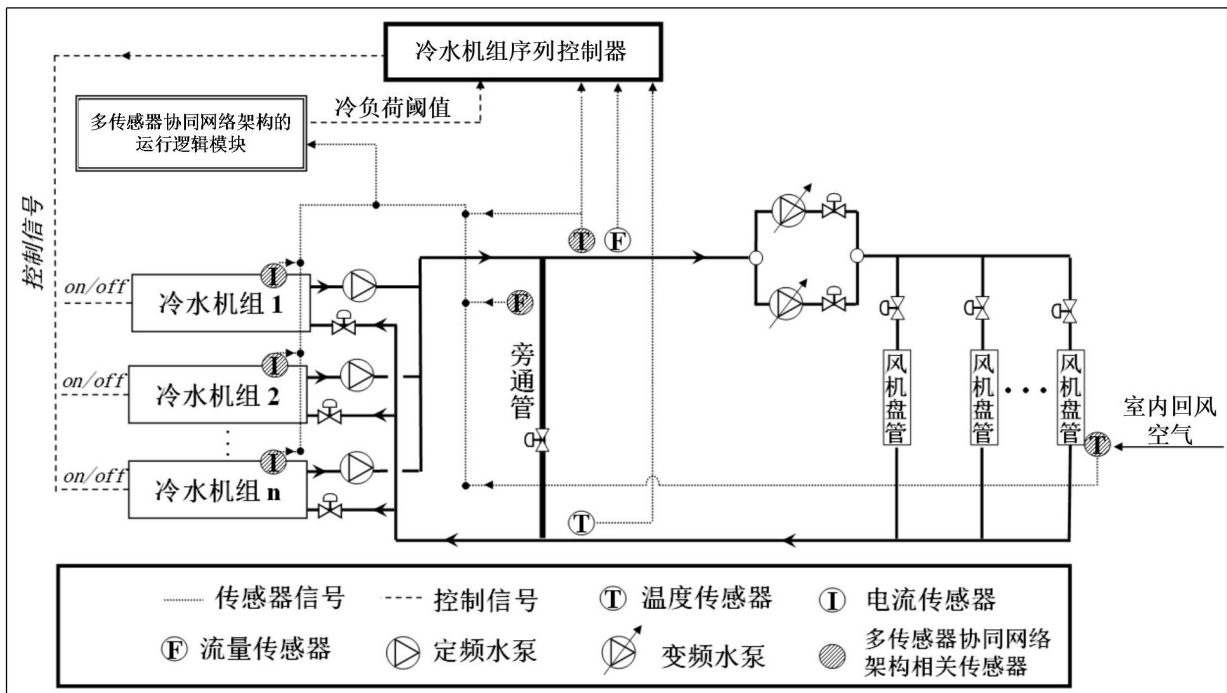 冷水机组序列控制器
冷负荷阈值
多传感器协同网络架构的
运行逻辑模块
控制信号
T
F
on/off
I
冷水机组 1
F
on/off
I
冷水机组 2
旁通管
on/off
I
冷水机组 n
T
风机盘管
风机盘管
风机盘管
T
室内回风
空气
传感器信号
控制信号
T 温度传感器
I 电流传感器
F 流量传感器
定频水泵
变频水泵
多传感器协同网络
架构相关传感器